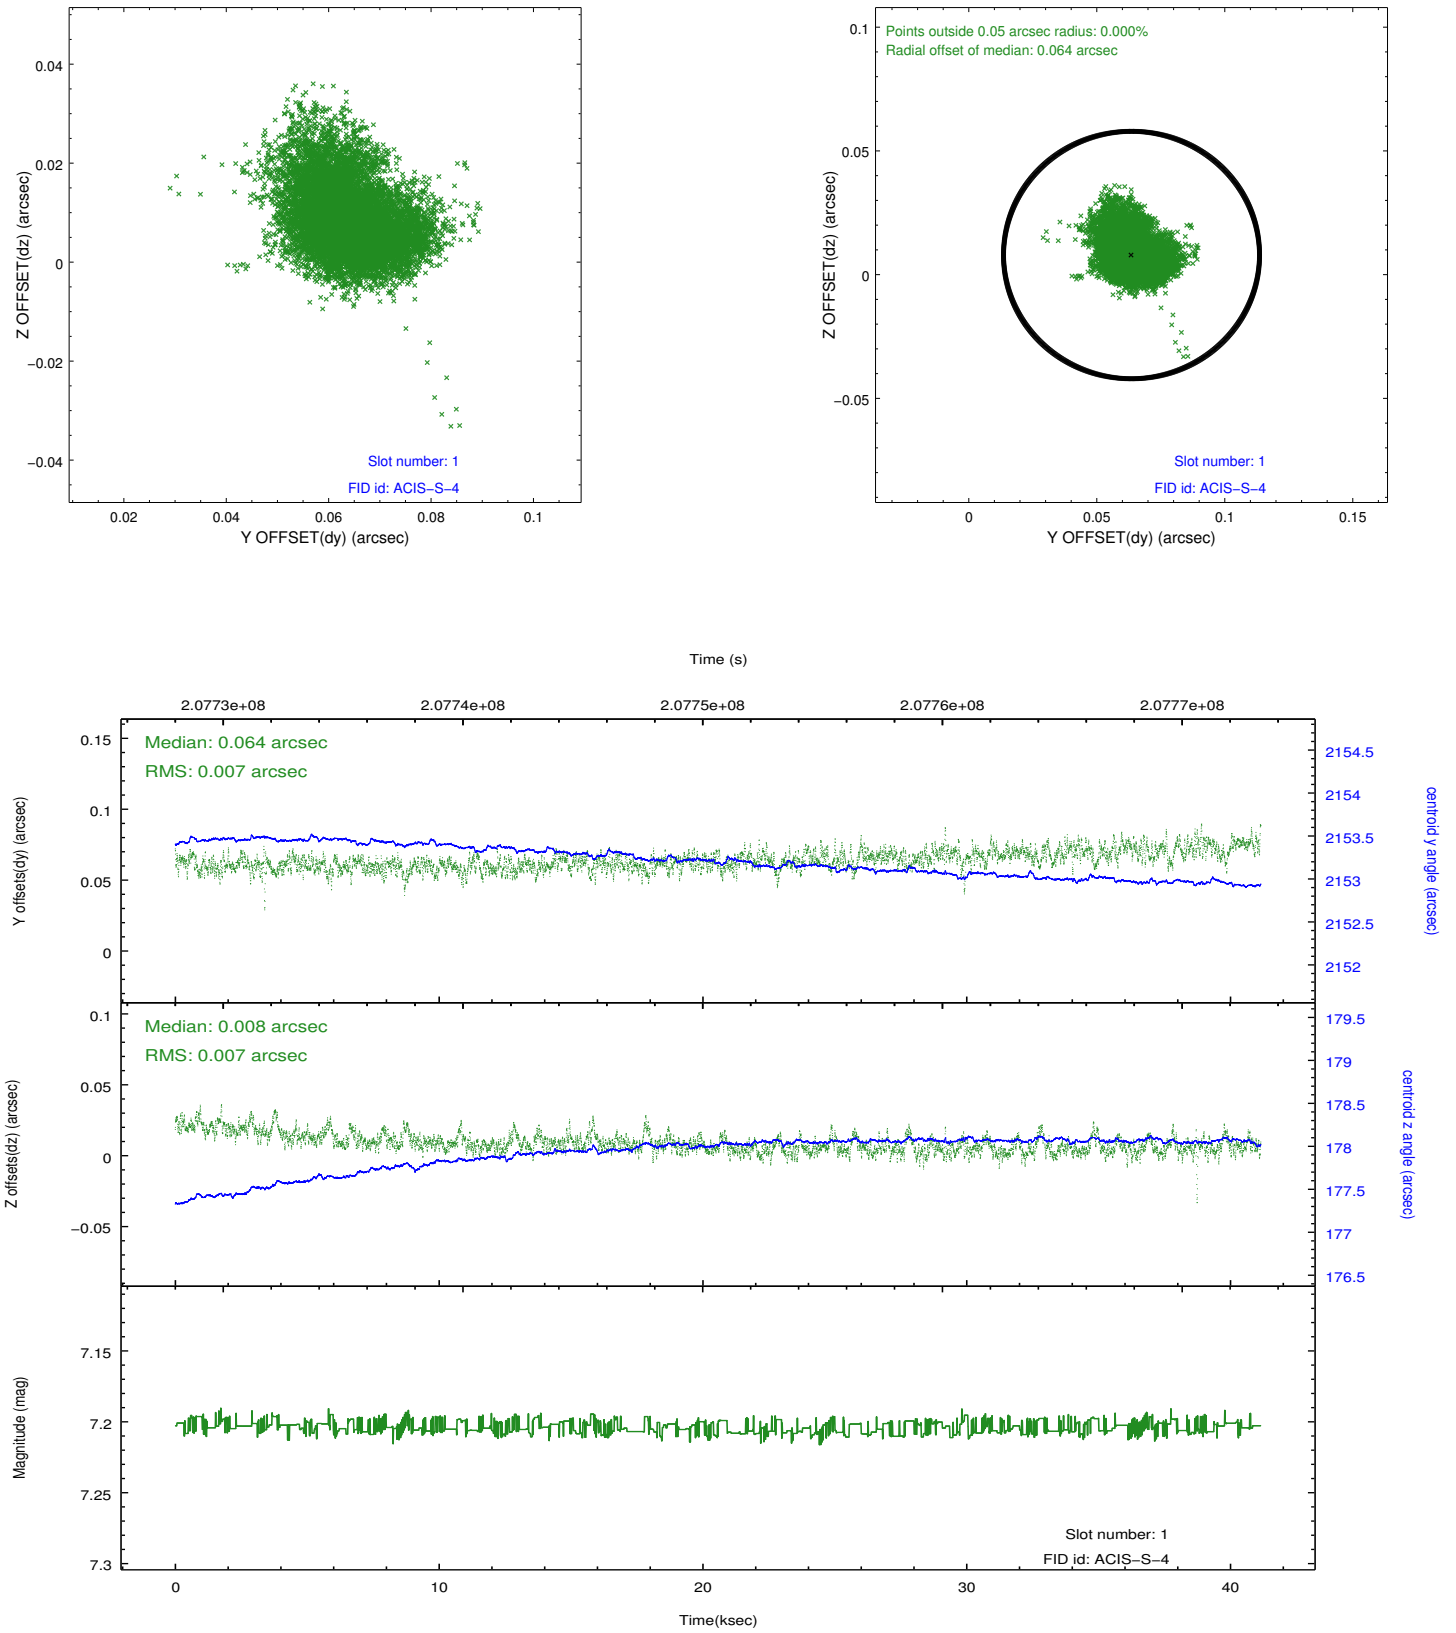 0.04
0.02
0
−0.02
−0.04
Z OFFSET(dz) (arcsec)
Slot number: 1
FID id: ACIS−S−4
0.02 0.04 0.06 0.08 0.1
Y OFFSET(dy) (arcsec)
Points outside 0.05 arcsec radius: 0.000%
Radial offset of median: 0.064 arcsec
0.1
0.05
0
−0.05
Z OFFSET(dz) (arcsec)
Slot number: 1
FID id: ACIS−S−4
0 0.05 0.1 0.15
Y OFFSET(dy) (arcsec)
Time (s)
2.0773e+08 2.0774e+08 2.0775e+08 2.0776e+08 2.0777e+08
Median: 0.064 arcsec
RMS: 0.007 arcsec
0.15
0.1
0.05
0
Y offsets(dy) (arcsec)
2154.5
2154
2153.5
2153
2152.5
2152
centroid y angle (arcsec)
Median: 0.008 arcsec
RMS: 0.007 arcsec
0.1
0.05
0
−0.05
Z offsets(dz) (arcsec)
179.5
179
178.5
178
177.5
177
176.5
centroid z angle (arcsec)
7.15
7.2
7.25
7.3
Magnitude (mag)
Slot number: 1
FID id: ACIS−S−4
0 10 20 30 40
Time(ksec)